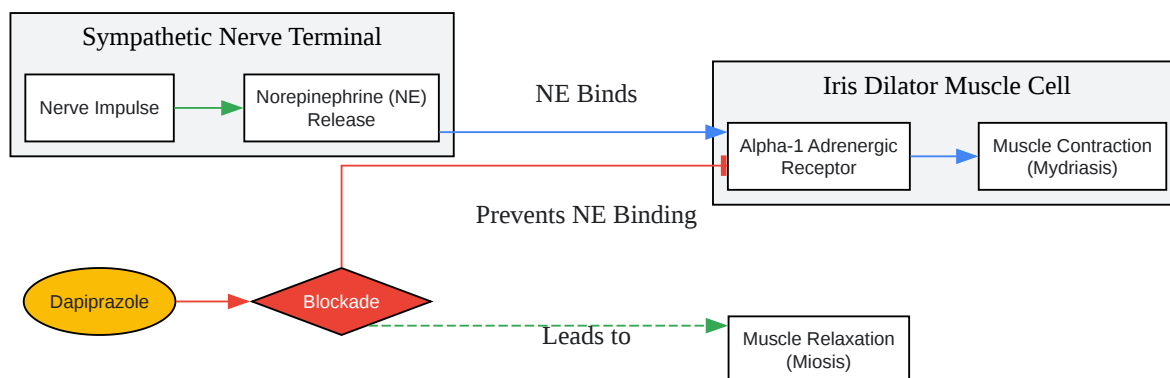 Sympathetic Nerve Terminal
Nerve Impulse
Norepinephrine (NE)
Release
NE Binds
Iris Dilator Muscle Cell
Alpha-1 Adrenergic
Receptor
Muscle Contraction
(Mydriasis)
Prevents NE Binding
Dapiprazole
Blockade
Leads to
Muscle Relaxation
(Miosis)